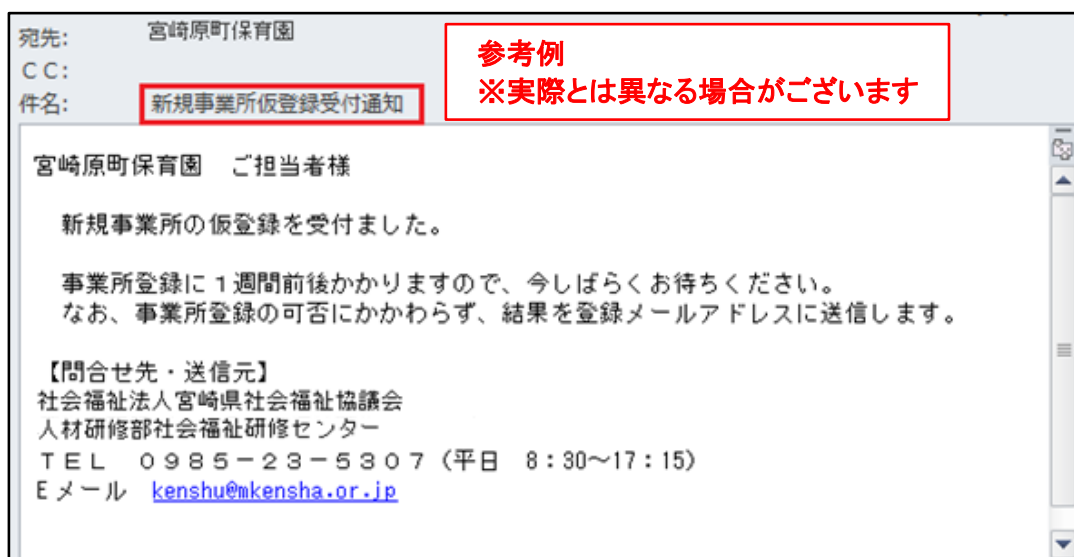 宛先: 宮崎原町保育園
CC:
件名: 新規事業所仮登録受付通知
参考例
※実際とは異なる場合がございます
宮崎原町保育園 ご担当者様
新規事業所の仮登録を受付ました。
事業所登録に１週間前後かかりますので、今しばらくお待ちください。
なお、事業所登録の可否にかかわらず、結果を登録メールアドレスに送信します。
【問合せ先・送信元】
社会福祉法人宮崎県社会福祉協議会
人材研修部社会福祉研修センター
ＴＥＬ ０９８５－２３－５３０７（平日 ８：３０～１７：１５）
Ｅメール kenshu@mkensha.or.jp